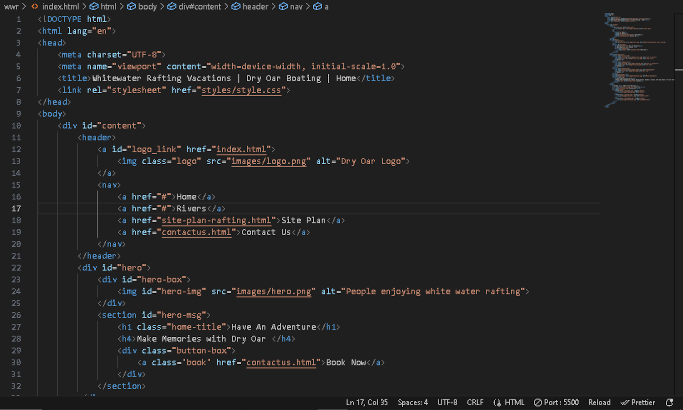 wwr > index.html > html > body > div#content > header > nav > a
1 <!DOCTYPE html>
2 <html lang="en">
3 <head>
4 <meta charset="UTF-8">
5 <meta name="viewport" content="width=device-width, initial-scale=1.0">
6 <title>Whitewater Rafting Vacations | Dry Oar Boating | Home</title>
7 <link rel="stylesheet" href="styles/style.css">
8 </head>
9 <body>
10 <div id="content">
11 <header>
12 <a id="logo_link" href="index.html">
13 <img class="logo" src="images/logo.png" alt="Dry Oar Logo">
14 </a>
15 <nav>
16 <a href="#">Home</a>
17 <a href="#">Rivers</a>
18 <a href="site-plan-rafting.html">Site Plan</a>
19 <a href="contactus.html">Contact Us</a>
20 </nav>
21 </header>
22 <div id="hero">
23 <div id="hero-box">
24 <img id="hero-img" src="images/hero.png" alt="People enjoying white water rafting">
25 </div>
26 <section id="hero-msg">
27 <h1 class="home-title">Have An Adventure</h1>
28 <h4>Make Memories with Dry Oar </h4>
29 <div class="button-box">
30 <a class='book' href="contactus.html">Book Now</a>
31 </div>
32 </section>
Ln 17, Col 35 Spaces: 4 UTF-8 CRLF HTML Port : 5500 Reload Prettier